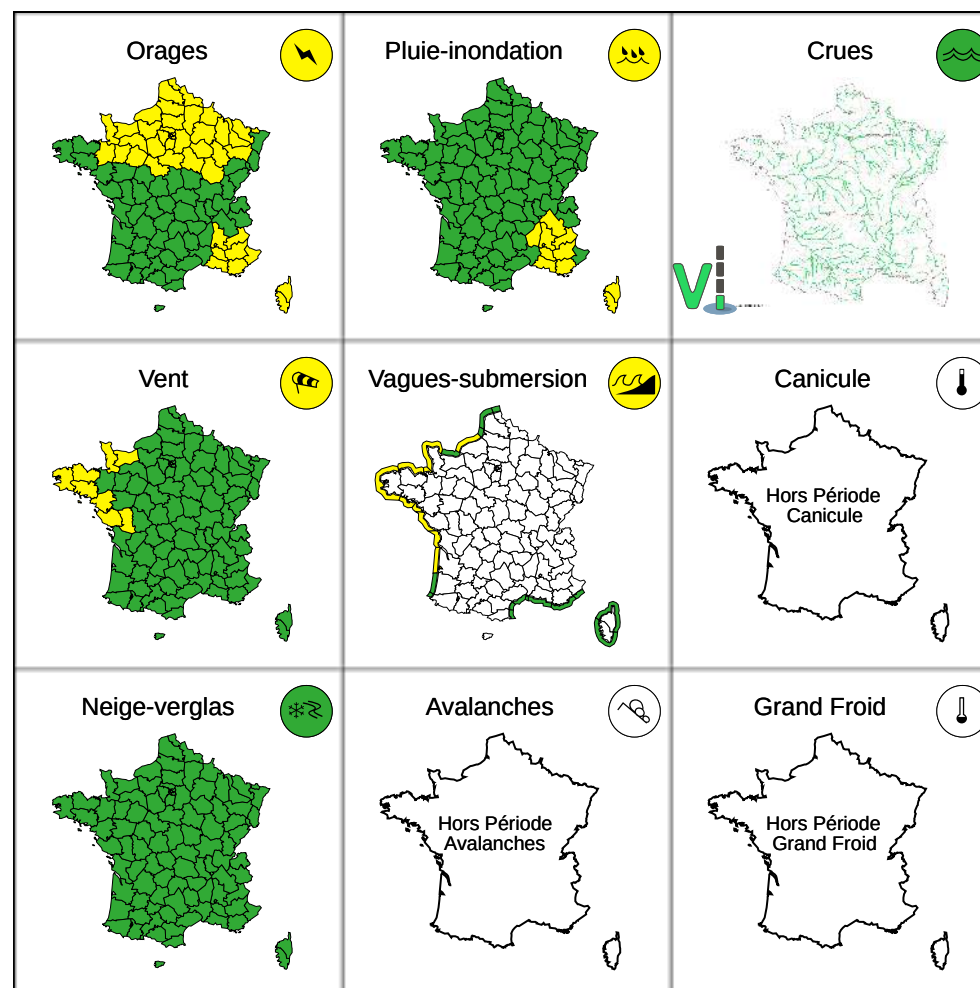 Orages
Pluie-inondation
Crues
Vi
Vent
Vagues-submersion
Canicule
Hors Période
Canicule
Neige-verglas
Avalanches
Grand Froid
Hors Période
Avalanches
Hors Période
Grand Froid